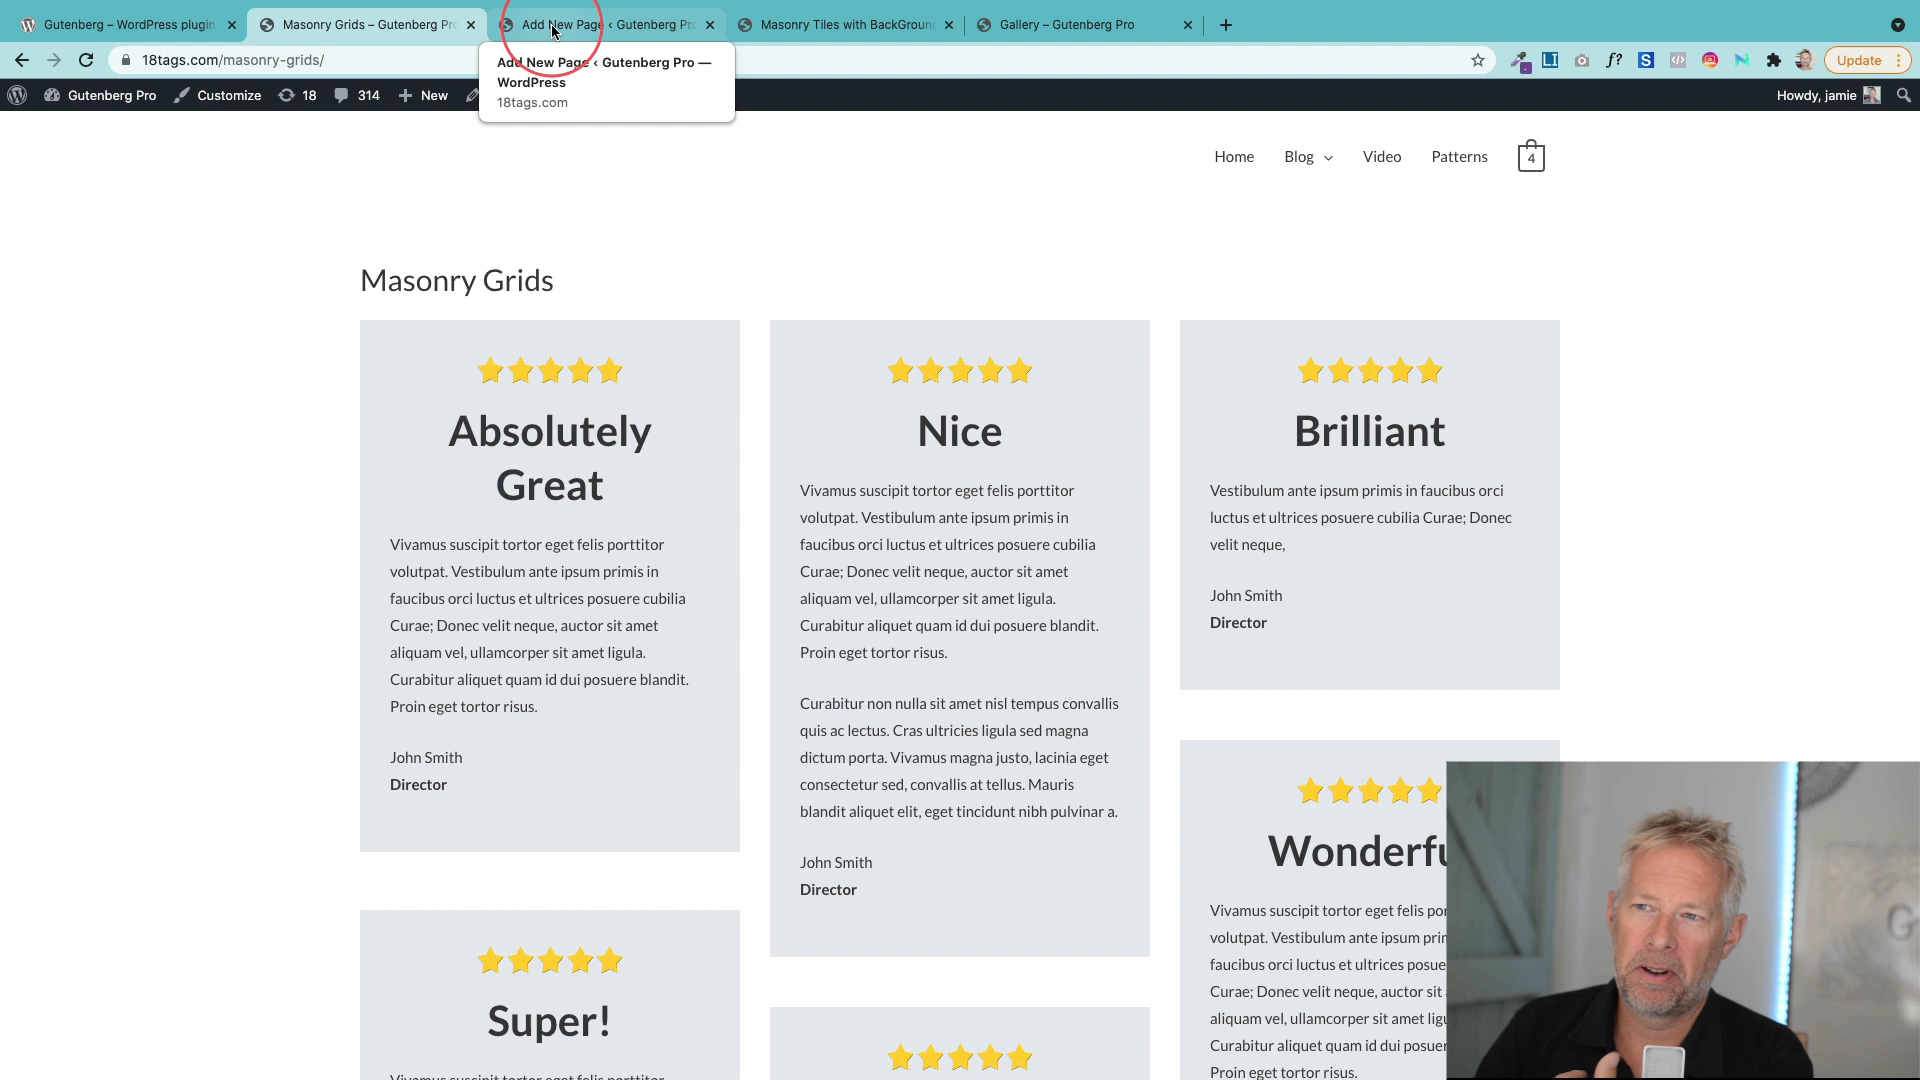 Gutenberg – WordPress plugin
Masonry Grids – Gutenberg Pro
Add New Page ‹ Gutenberg Pro
Masonry Tiles with BackGroun
Gallery – Gutenberg Pro
18tags.com/masonry-grids/
Update
Add New Page ‹ Gutenberg Pro —
WordPress
18tags.com
Gutenberg Pro
Customize
18
314
New
Howdy, jamie
Home
Blog
Video
Patterns
4
Masonry Grids
Absolutely
Great
Vivamus suscipit tortor eget felis porttitor
volutpat. Vestibulum ante ipsum primis in
faucibus orci luctus et ultrices posuere cubilia
Curae; Donec velit neque, auctor sit amet
aliquam vel, ullamcorper sit amet ligula.
Curabitur aliquet quam id dui posuere blandit.
Proin eget tortor risus.
John Smith
Director
Super!
Vivamus suscipit tortor eget felis porttitor
Nice
Vivamus suscipit tortor eget felis porttitor
volutpat. Vestibulum ante ipsum primis in
faucibus orci luctus et ultrices posuere cubilia
Curae; Donec velit neque, auctor sit amet
aliquam vel, ullamcorper sit amet ligula.
Curabitur aliquet quam id dui posuere blandit.
Proin eget tortor risus.
Curabitur non nulla sit amet nisl tempus convallis
quis ac lectus. Cras ultricies ligula sed magna
dictum porta. Vivamus magna justo, lacinia eget
consectetur sed, convallis at tellus. Mauris
blandit aliquet elit, eget tincidunt nibh pulvinar a.
John Smith
Director
Brilliant
Vestibulum ante ipsum primis in faucibus orci
luctus et ultrices posuere cubilia Curae; Donec
velit neque,
John Smith
Director
Wonderfu
Vivamus suscipit tortor eget felis por
volutpat. Vestibulum ante ipsum prim
faucibus orci luctus et ultrices posue
Curae; Donec velit neque, auctor sit
aliquam vel, ullamcorper sit amet ligu
Curabitur aliquet quam id dui posuer
Proin eget tortor risus.